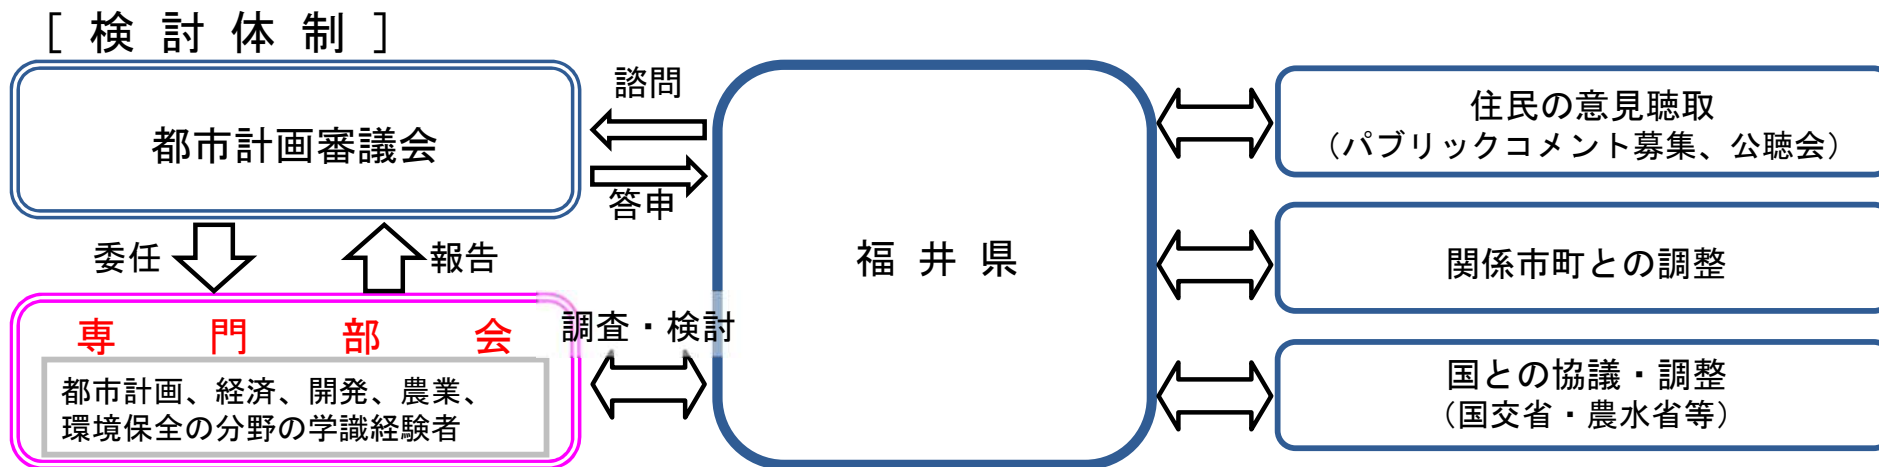 [検討体制]
都市計画審議会
諮問
答申
委任
報告
専門部会
都市計画、経済、開発、農業、
環境保全の分野の学識経験者
調査・検討
福井県
住民の意見聴取
(パブリックコメント募集、公聴会)
関係市町との調整
国との協議・調整
(国交省・農水省等)